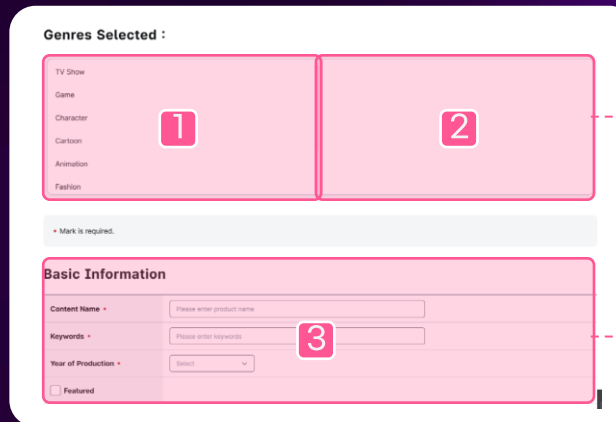 Genres Selected :
TV Show
Game
Character
Cartoon
Animation
Fashion
1
2
• Mark is required.
Basic Information
Content Name •
Please enter product name
Keywords •
Please enter keywords
3
Year of Production •
Select
Featured